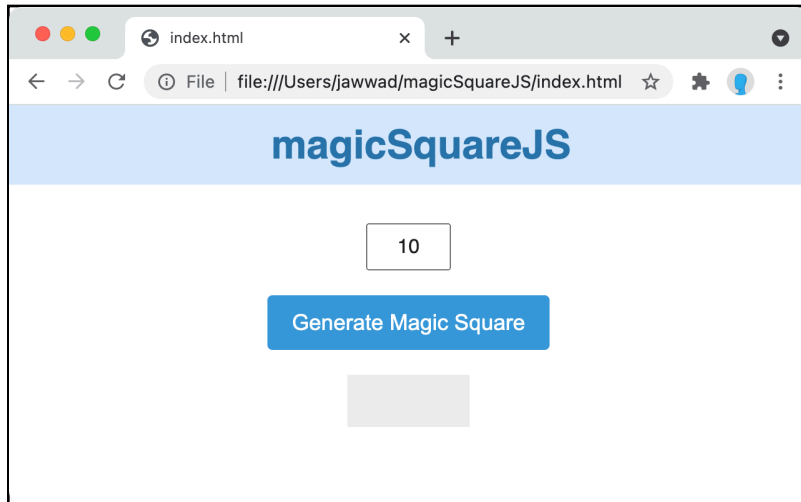 index.html
File file:///Users/jawwad/magicSquareJS/index.html
magicSquareJS
10
Generate Magic Square